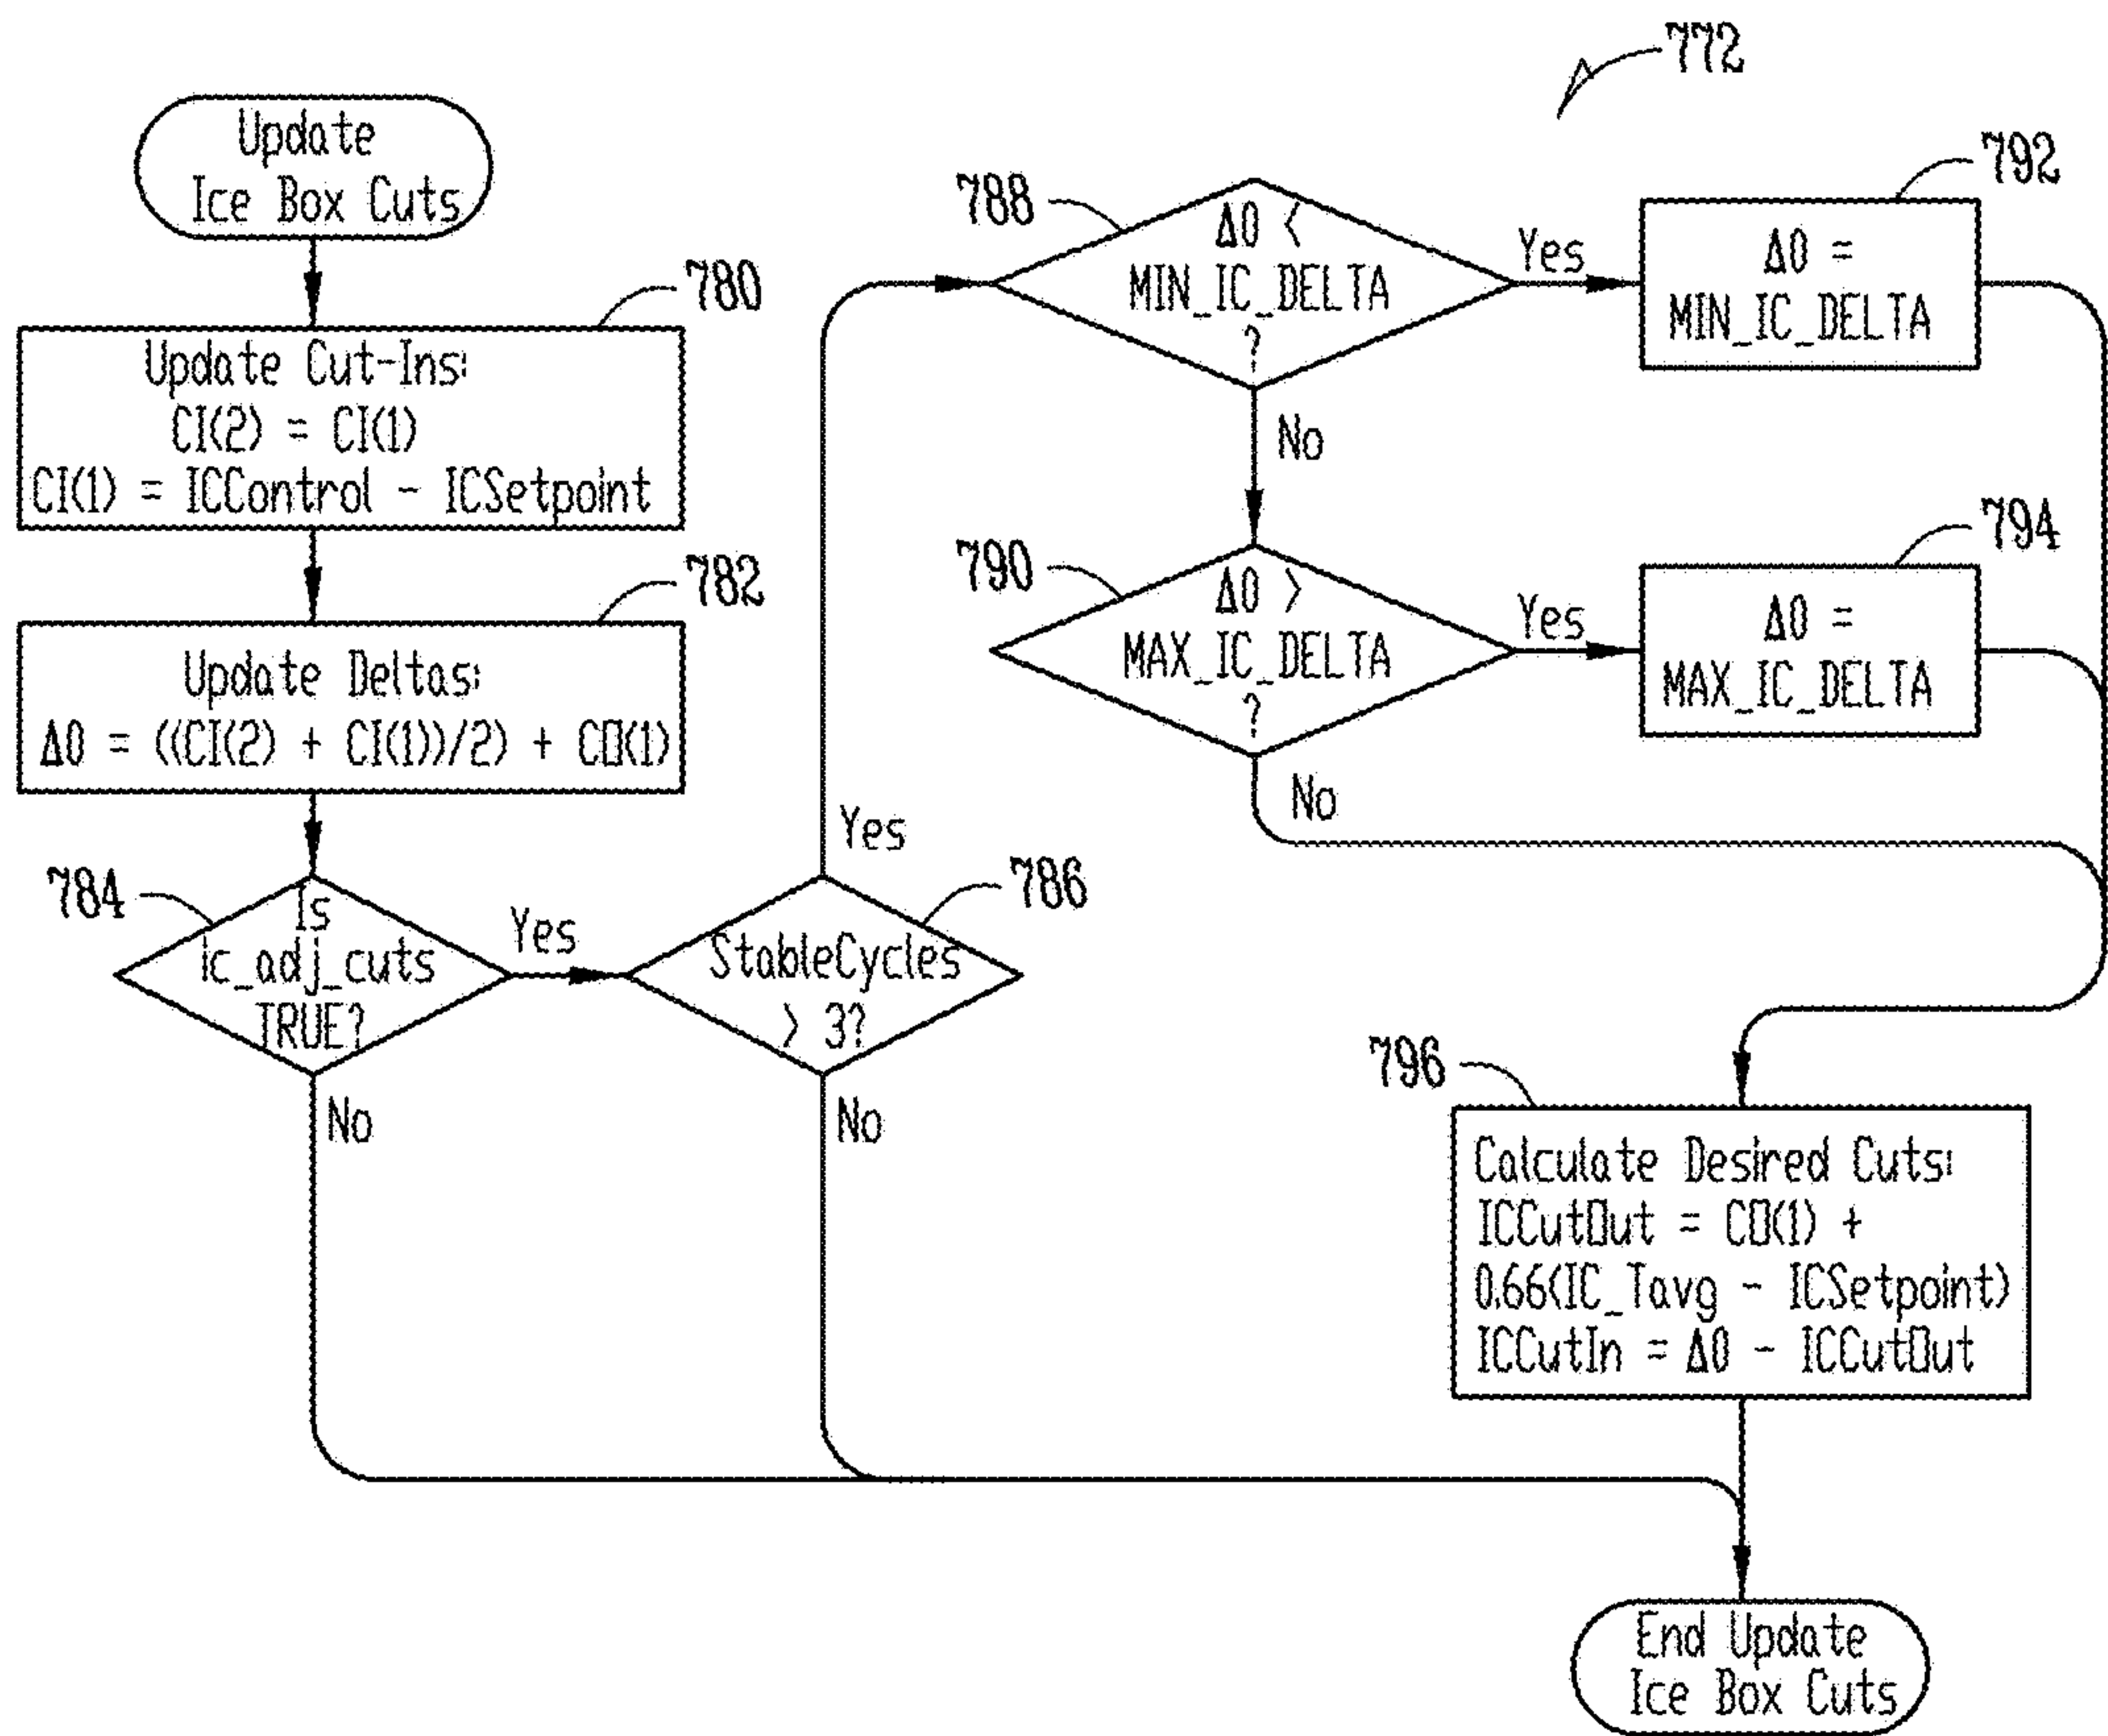 772
Update
Ice Box Cuts
780
Update Cut-Ins:
CI(2) = CI(1)
CI(1) = ICControl - ICSetpoint
782
Update Deltas:
Δ0 = ((CI(2) + CI(1))/2) + CO(1)
784
Is
ic_adj_cuts
TRUE?
Yes
No
786
StableCycles
> 3?
Yes
No
788
Δ0 <
MIN_IC_DELTA
?
Yes
No
792
Δ0 =
MIN_IC_DELTA
790
Δ0 >
MAX_IC_DELTA
?
Yes
No
794
Δ0 =
MAX_IC_DELTA
796
Calculate Desired Cuts:
ICCutOut = CO(1) +
0.66(IC_Tavg - ICSetpoint)
ICCutIn = Δ0 - ICCutOut
End Update
Ice Box Cuts